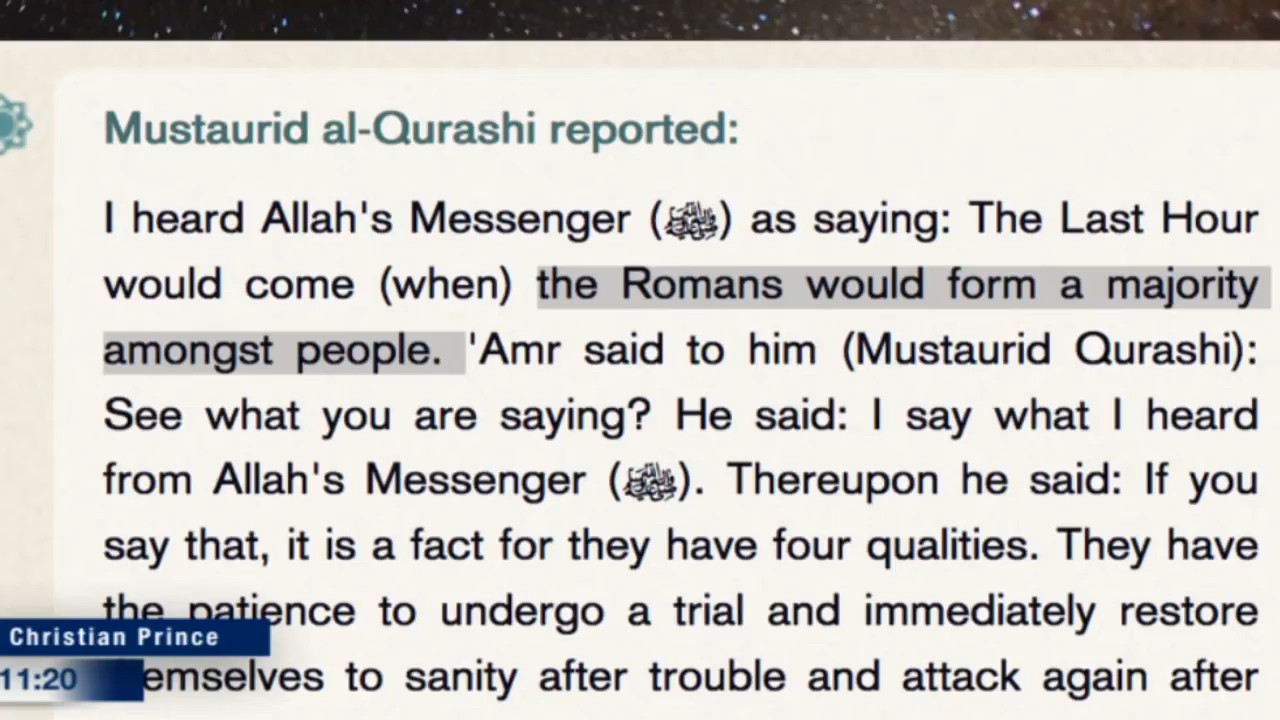 Mustaurid al-Qurashi reported:
I heard Allah's Messenger (ﷺ) as saying: The Last Hour
would come (when) the Romans would form a majority
amongst people. 'Amr said to him (Mustaurid Qurashi):
See what you are saying? He said: I say what I heard
from Allah's Messenger (ﷺ). Thereupon he said: If you
say that, it is a fact for they have four qualities. They have
the patience to undergo a trial and immediately restore
themselves to sanity after trouble and attack again after
Christian Prince
11:20